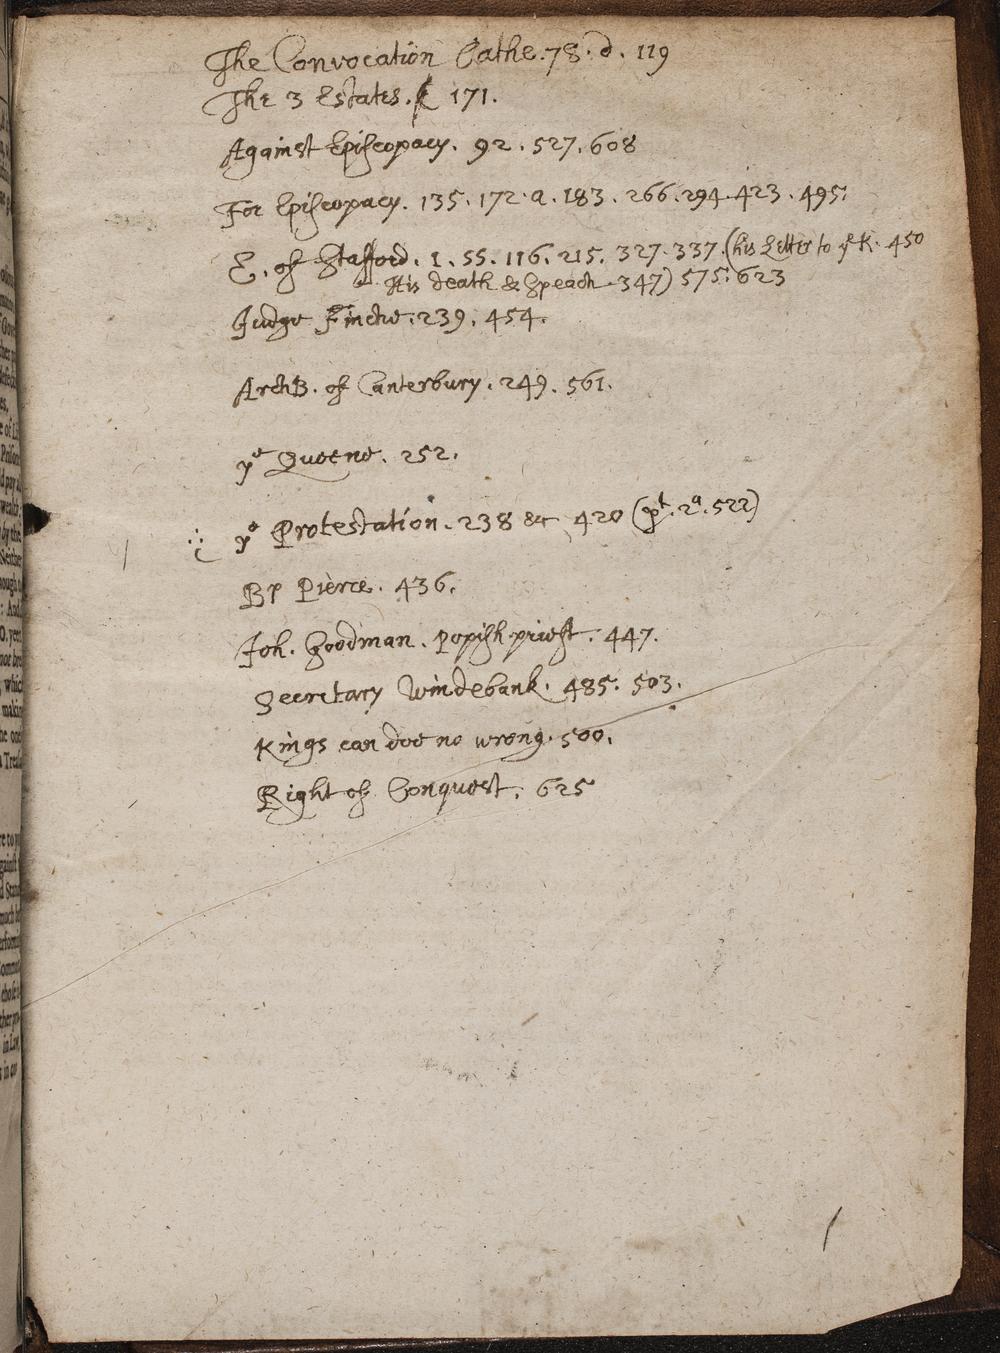 The Convocation Oathe. 78. d. 119
The 3 Estates. 171.
Against Episcopacy. 92. 527. 608
For Episcopacy. 135. 172. a. 183. 266. 294. 423. 495.
E. of Stafford. 1. 55. 116. 215. 327. 337. (his Letter to yᵉ K. 450
His death & Speach 347) 575. 623
Judge Finche. 239. 454.
ArchB. of Canterbury. 249. 561.
yᵉ Queene. 252.
yᵉ Protestation. 238 &c 420 (pᵗ. 2ᵃ. 522)
Bp Pierce. 436.
Joh. Goodman. Popish priest. 447.
Secretary Windebank. 485. 503.
Kings can doe no wrong. 500.
Right of Conquest. 625